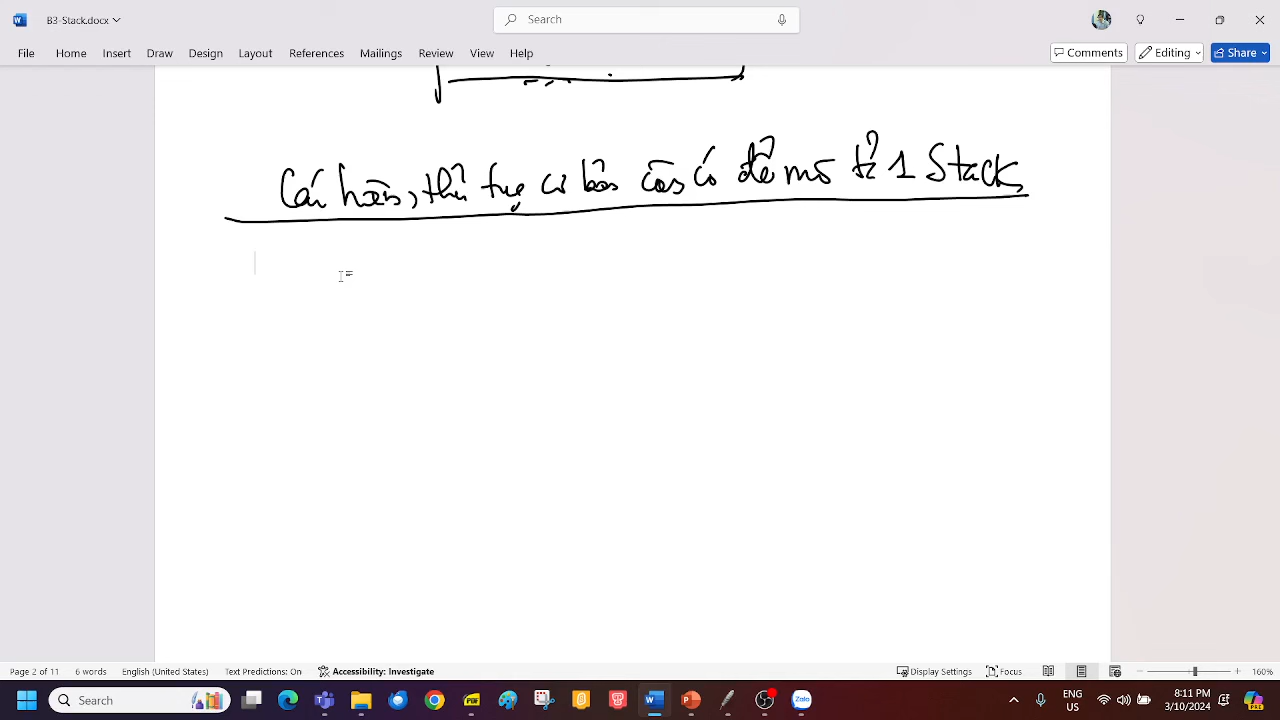 B3-Stack.docx
Search
File Home Insert Draw Design Layout References Mailings Review View Help
Comments Editing Share
Các hàm, thủ tục cơ bản cần có để mô tả 1 Stack
Page 2 of 11 6 words English (United States) Text Predictions: On Accessibility: Investigate Display Settings Focus 160%
Search
ENG
US
8:11 PM
3/10/2024